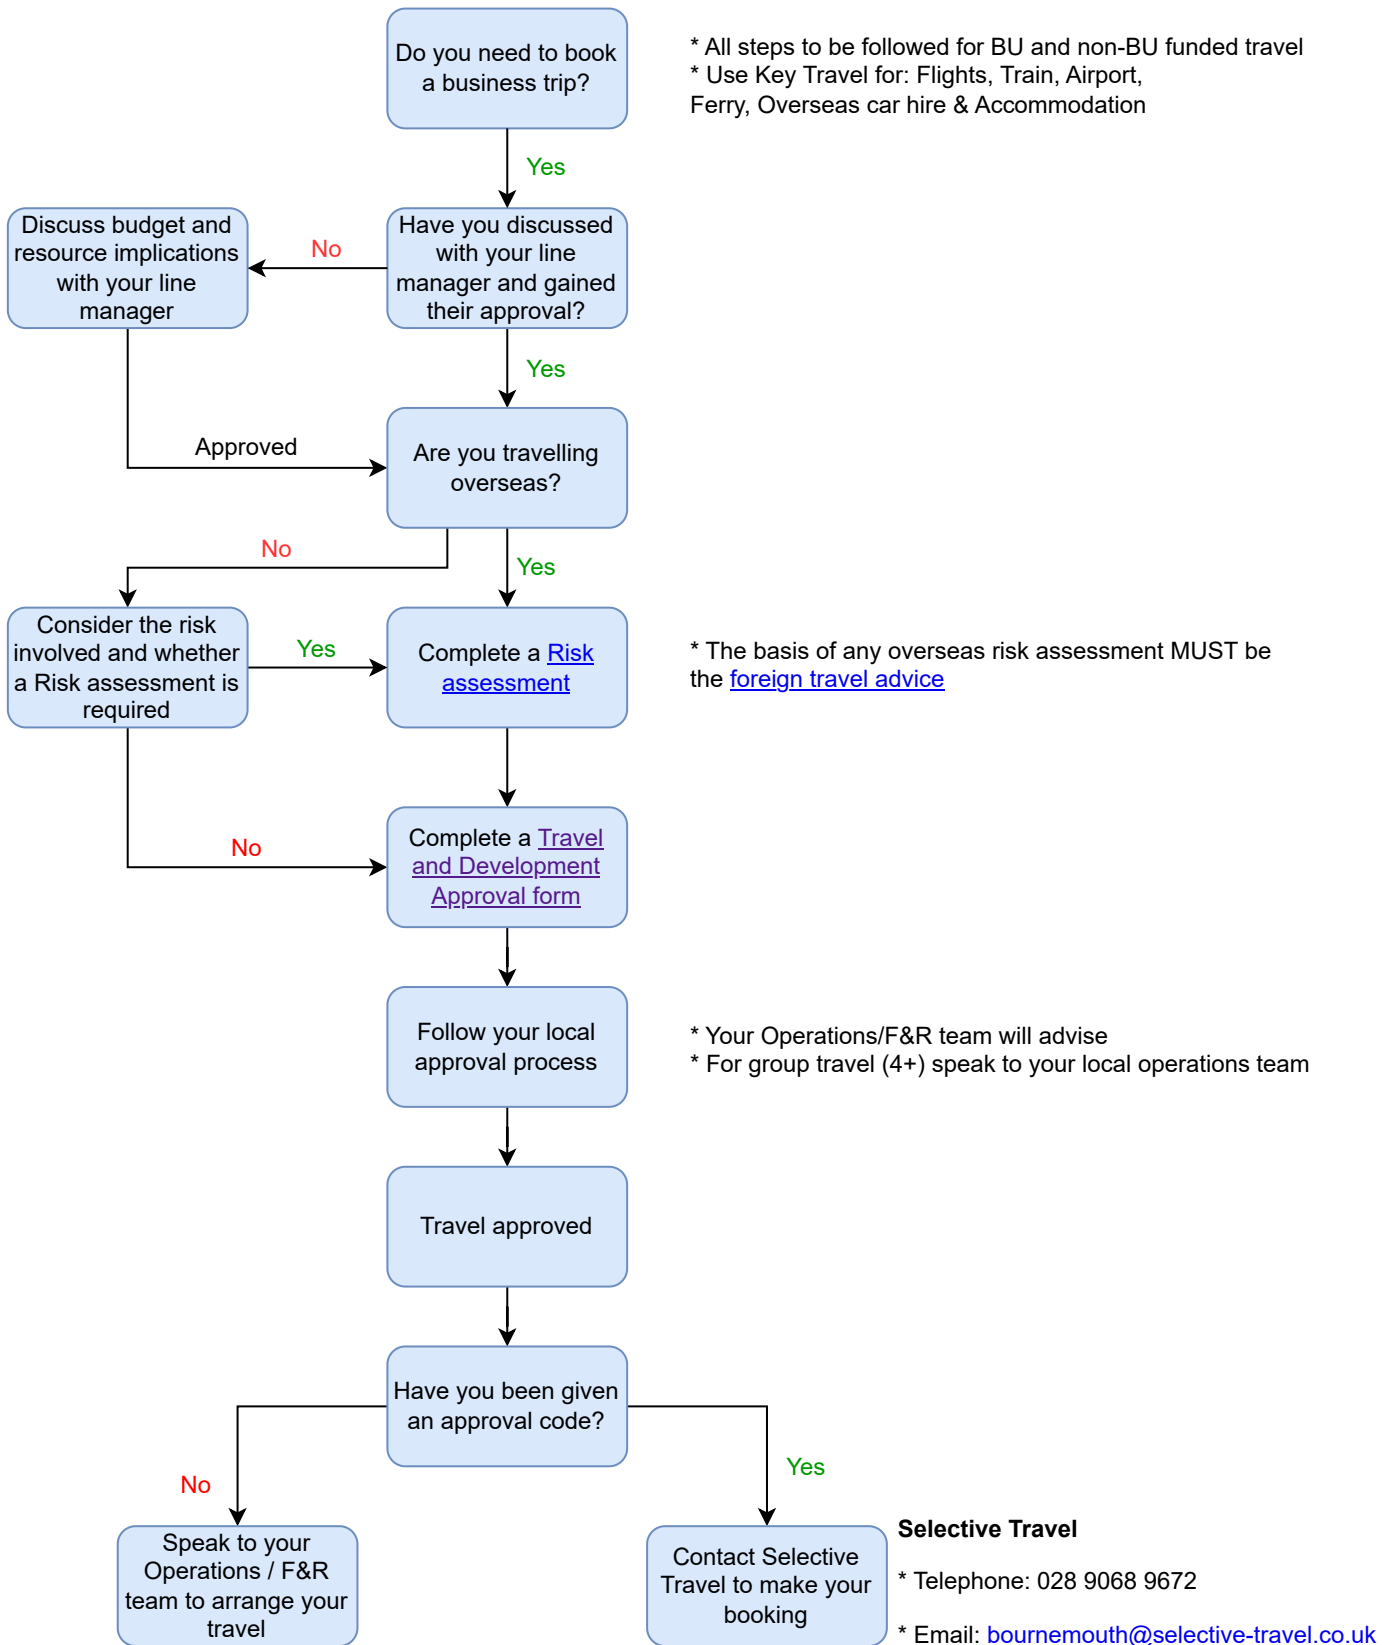 Do you need to book
a business trip?
* All steps to be followed for BU and non-BU funded travel
* Use Key Travel for: Flights, Train, Airport,
Ferry, Overseas car hire & Accommodation
Yes
Discuss budget and
resource implications
with your line
manager
No
Have you discussed
with your line
manager and gained
their approval?
Yes
Approved
Are you travelling
overseas?
No
Yes
Consider the risk
involved and whether
a Risk assessment is
required
Yes
Complete a Risk
assessment
* The basis of any overseas risk assessment MUST be
the foreign travel advice
No
Complete a Travel
and Development
Approval form
Follow your local
approval process
* Your Operations/F&R team will advise
* For group travel (4+) speak to your local operations team
Travel approved
Have you been given
an approval code?
No
Yes
Speak to your
Operations / F&R
team to arrange your
travel
Contact Selective
Travel to make your
booking
Selective Travel
* Telephone: 028 9068 9672
* Email: bournemouth@selective-travel.co.uk